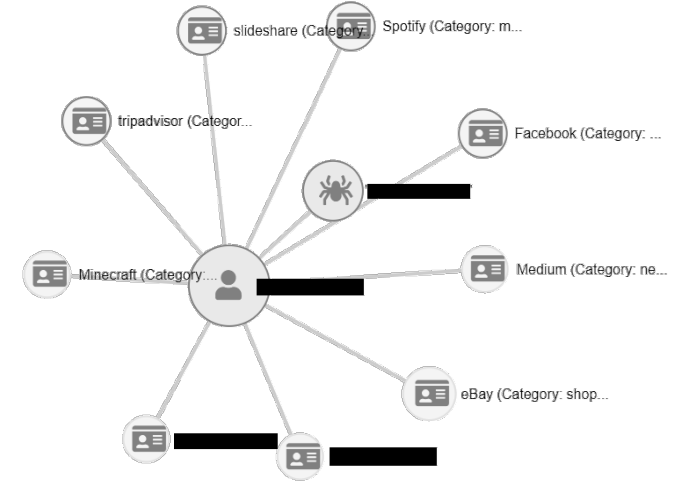 slideshare (Category...
Spotify (Category: m...
tripadvisor (Categor...
Facebook (Category: ...
Minecraft (Category:...
Medium (Category: ne...
eBay (Category: shop...